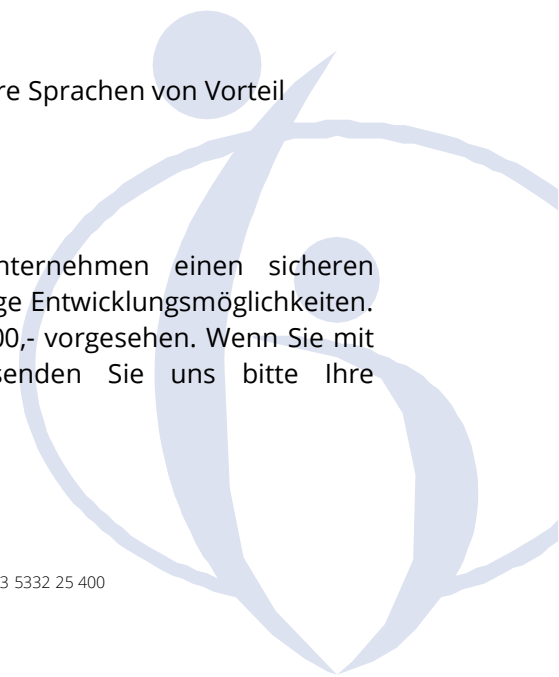 re Sprachen von Vorteil
nternehmen einen sicheren
ge Entwicklungsmöglichkeiten.
00,- vorgesehen. Wenn Sie mit
senden Sie uns bitte Ihre
3 5332 25 400